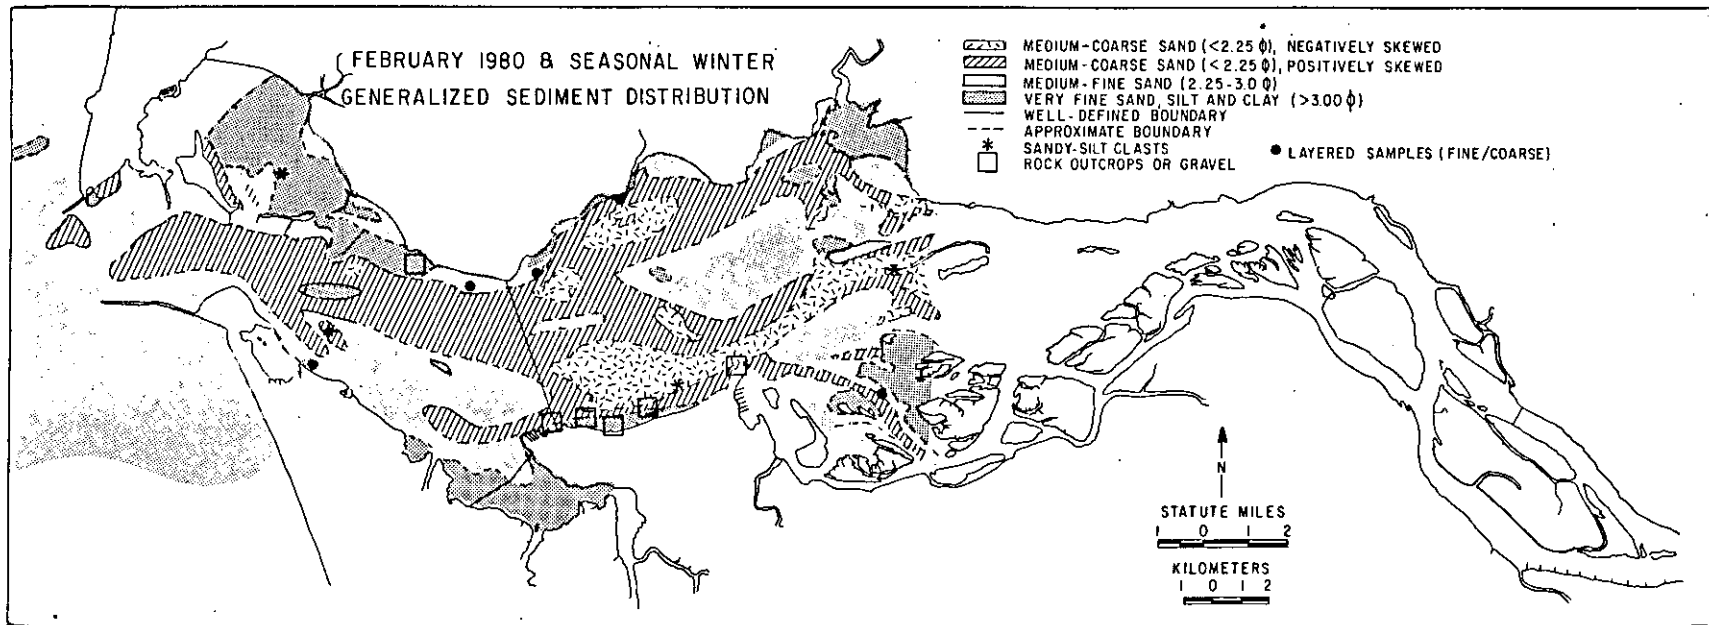 FEBRUARY 1980 & SEASONAL WINTER
GENERALIZED SEDIMENT DISTRIBUTION
MEDIUM-COARSE SAND (<2.25 ϕ), NEGATIVELY SKEWED
MEDIUM-COARSE SAND (<2.25 ϕ), POSITIVELY SKEWED
MEDIUM-FINE SAND (2.25-3.0 ϕ)
VERY FINE SAND, SILT AND CLAY (>3.00 ϕ)
WELL-DEFINED BOUNDARY
APPROXIMATE BOUNDARY
SANDY-SILT CLASTS
ROCK OUTCROPS OR GRAVEL
LAYERED SAMPLES (FINE/COARSE)
N
STATUTE MILES
1 0 1 2
KILOMETERS
1 0 1 2